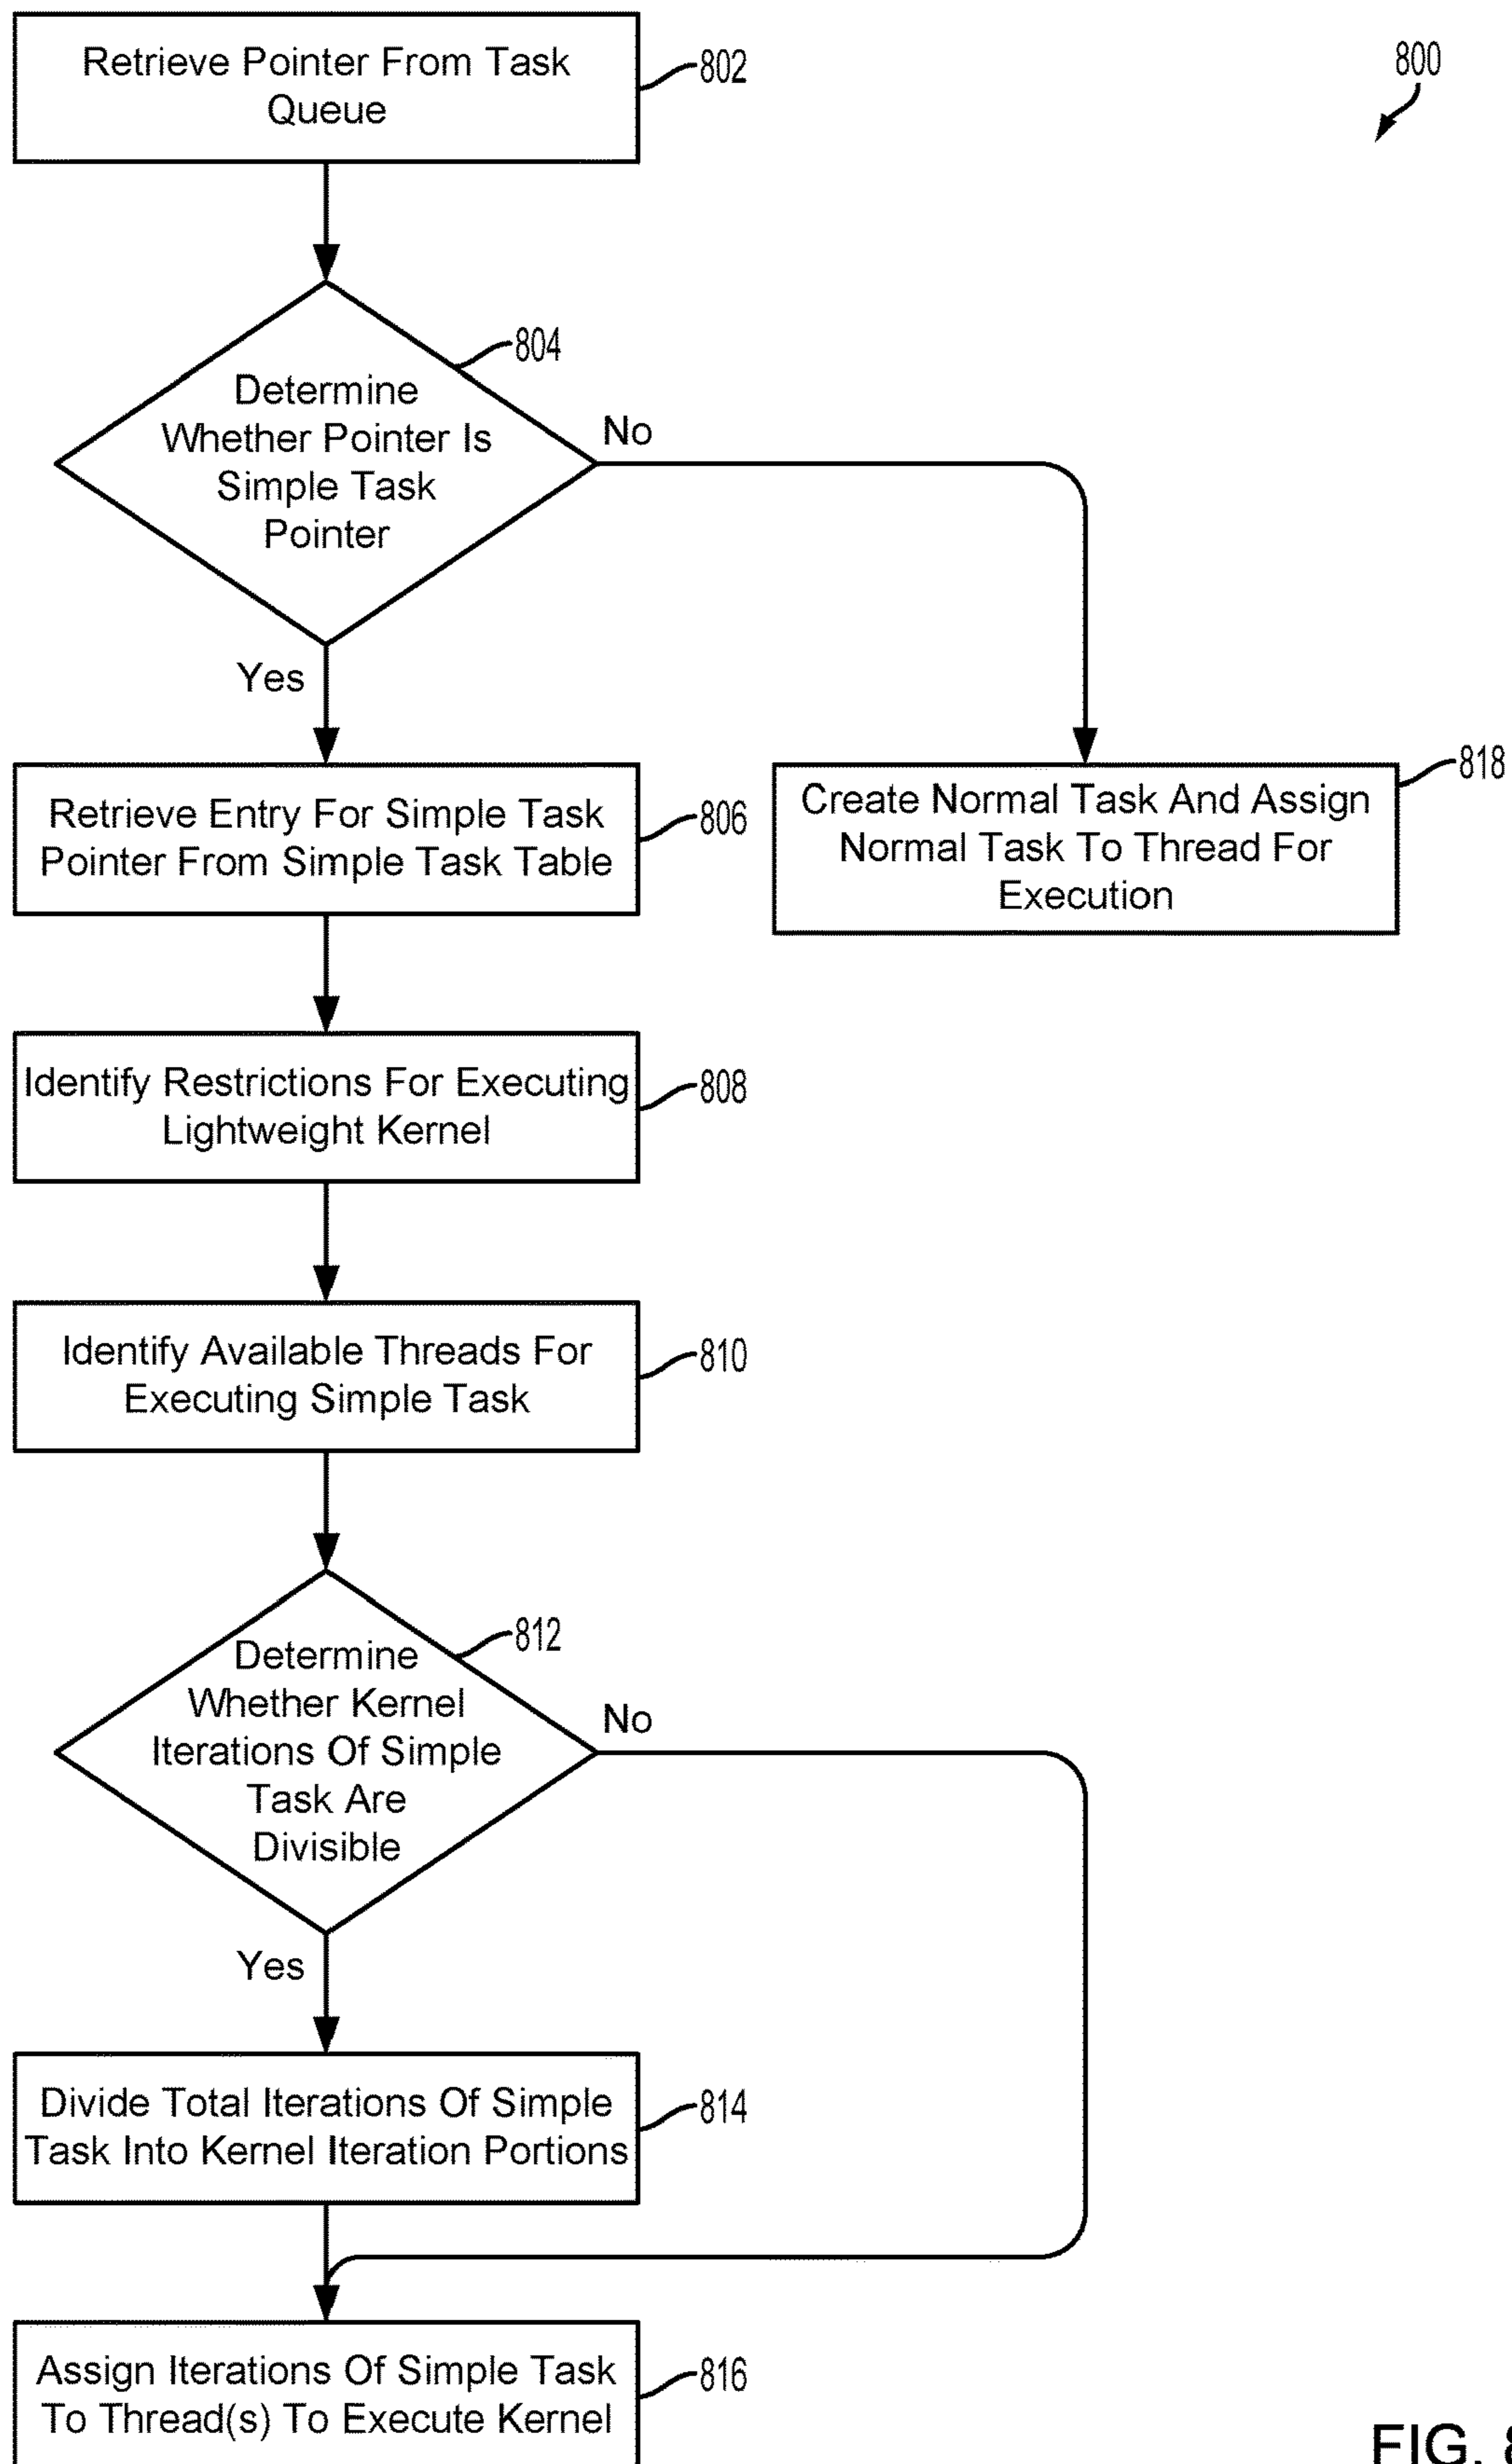 Retrieve Pointer From Task
Queue
802
800
804
Determine
Whether Pointer Is
Simple Task
Pointer
No
Yes
Retrieve Entry For Simple Task
Pointer From Simple Task Table
806
Create Normal Task And Assign
Normal Task To Thread For
Execution
818
Identify Restrictions For Executing
Lightweight Kernel
808
Identify Available Threads For
Executing Simple Task
810
812
Determine
Whether Kernel
Iterations Of Simple
Task Are
Divisible
No
Yes
Divide Total Iterations Of Simple
Task Into Kernel Iteration Portions
814
Assign Iterations Of Simple Task
To Thread(s) To Execute Kernel
816
FIG. 8